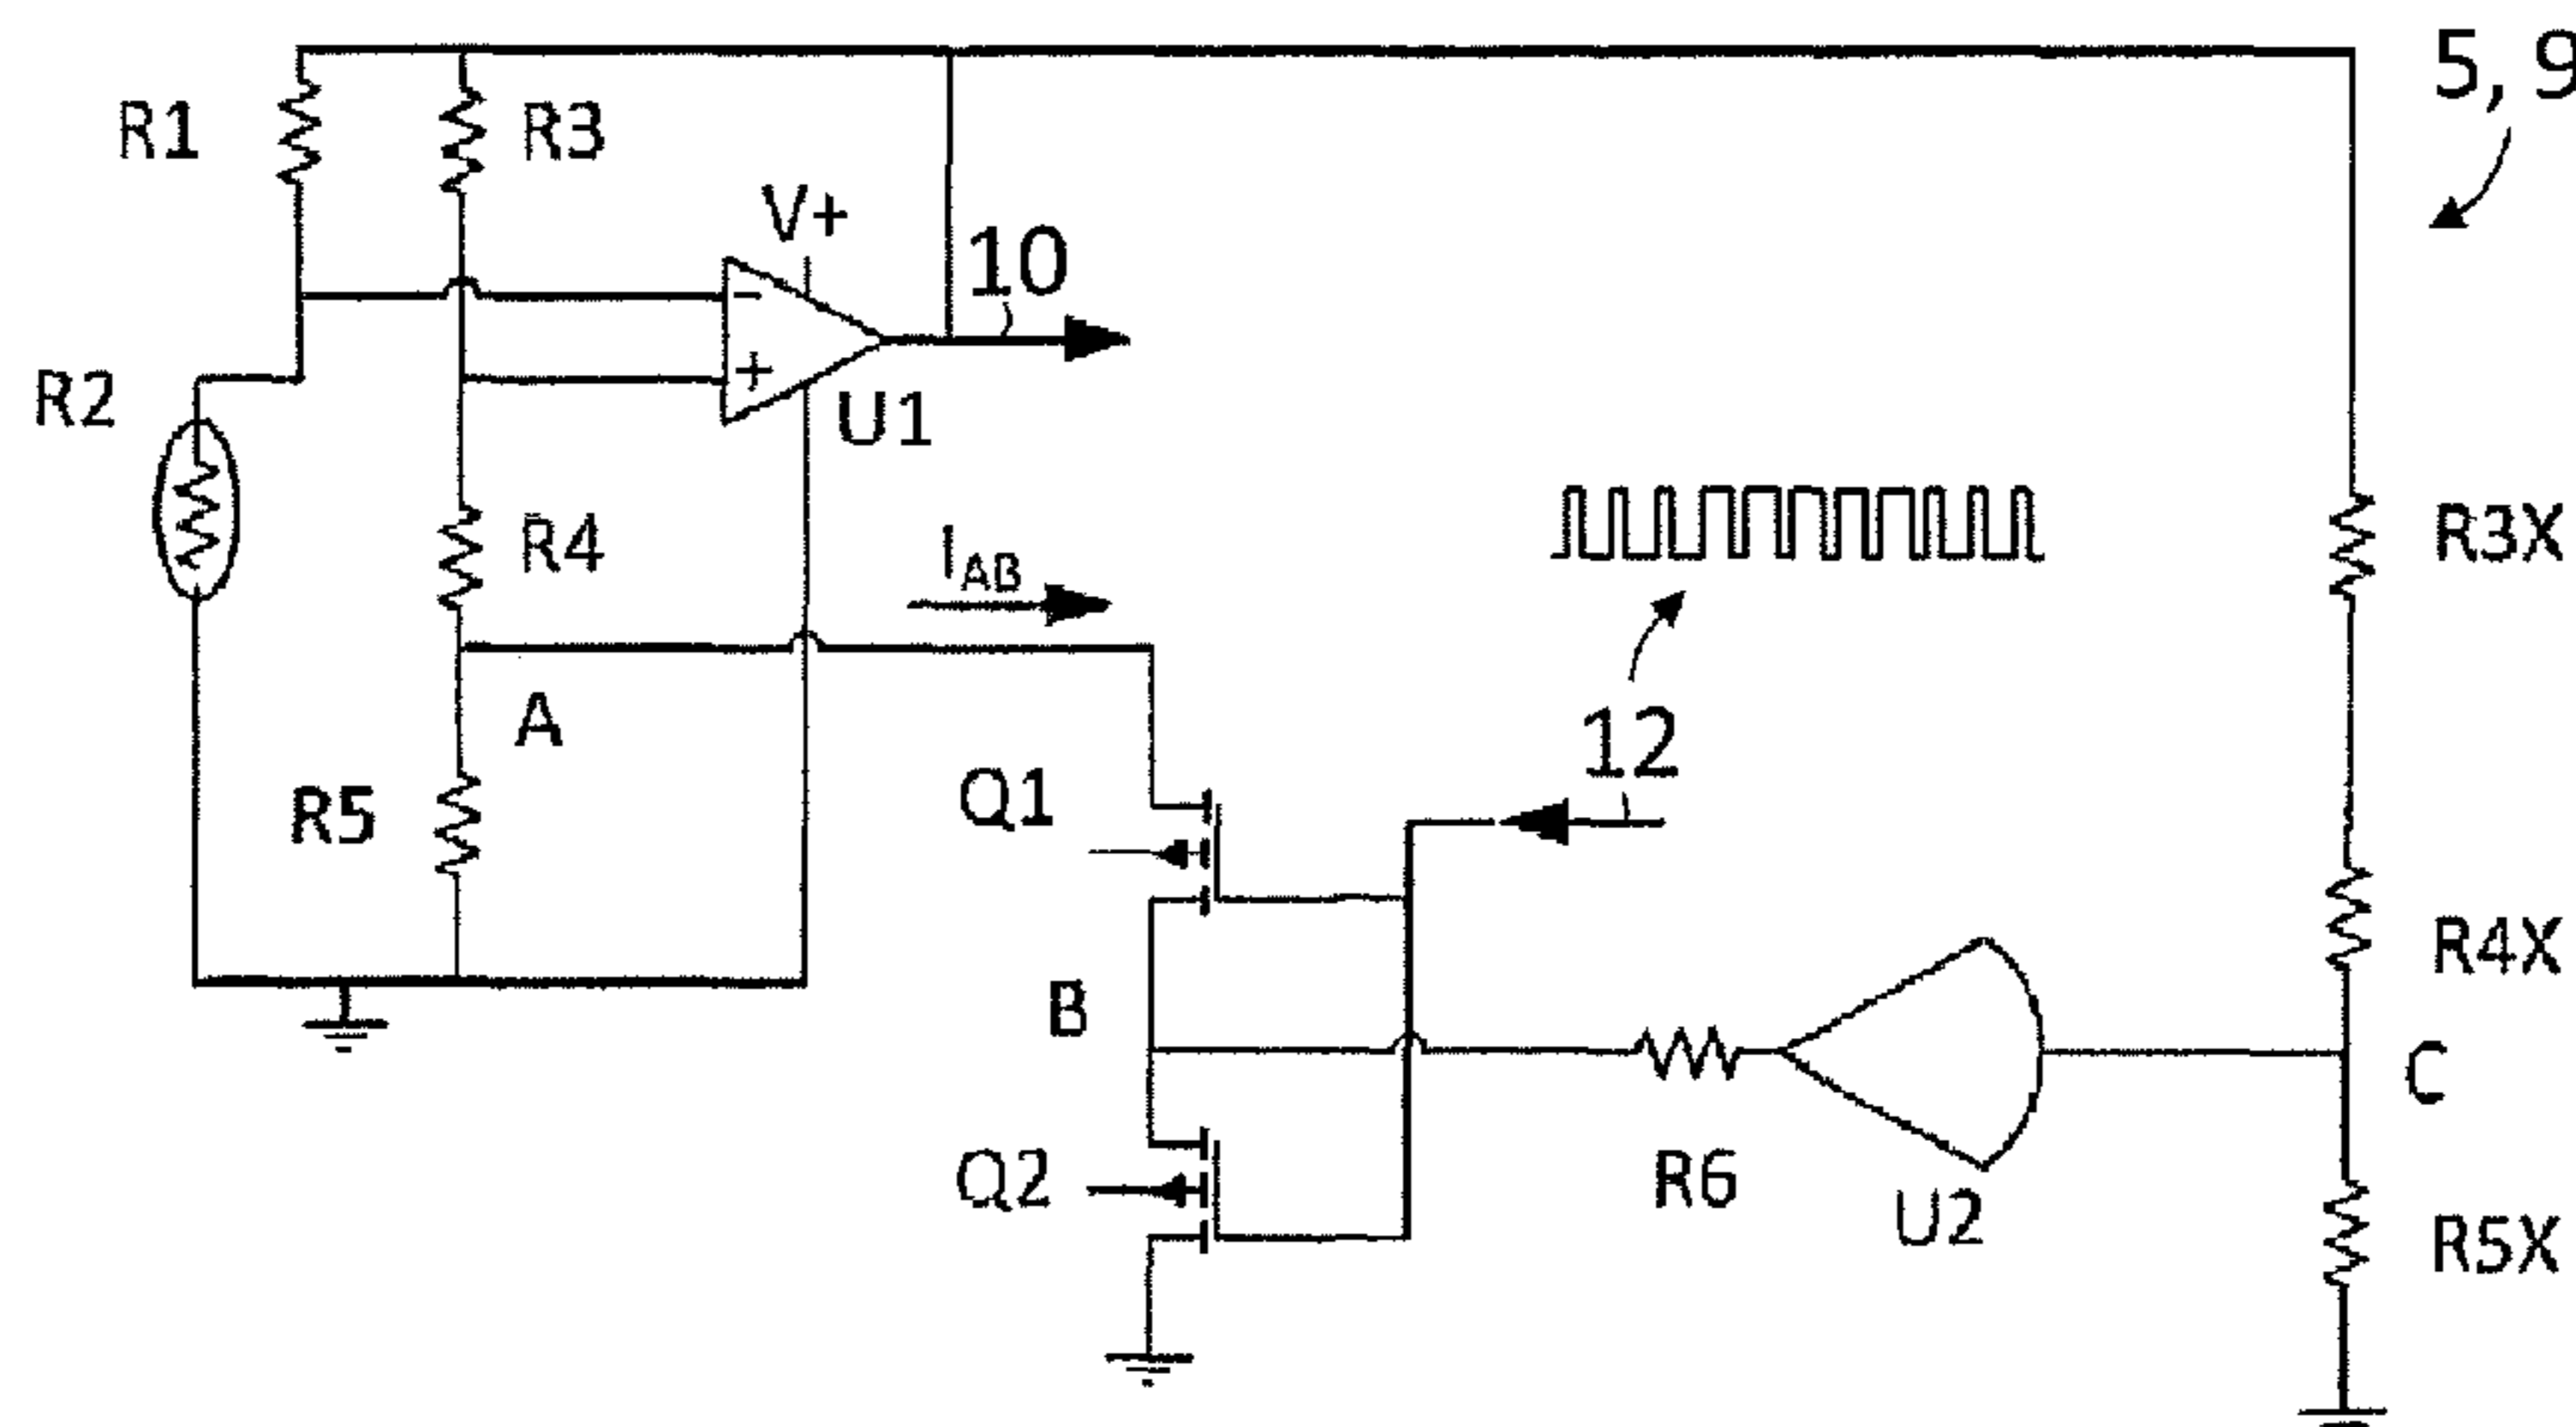 5, 9
R1
R3
V+
10
R2
-
+
U1
R4
I_AB
R3X
A
12
Q1
R5
R4X
B
C
Q2
R6
U2
R5X